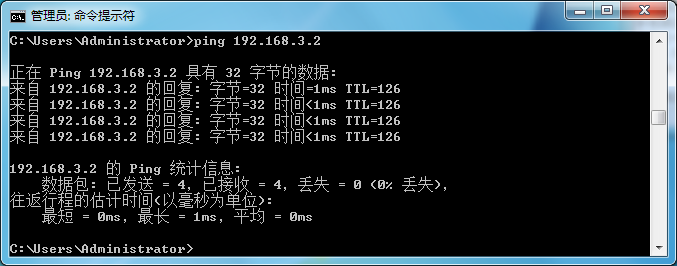 管理员: 命令提示符
C:\Users\Administrator>ping 192.168.3.2
正在 Ping 192.168.3.2 具有 32 字节的数据:
来自 192.168.3.2 的回复: 字节=32 时间=1ms TTL=126
来自 192.168.3.2 的回复: 字节=32 时间<1ms TTL=126
来自 192.168.3.2 的回复: 字节=32 时间<1ms TTL=126
来自 192.168.3.2 的回复: 字节=32 时间<1ms TTL=126
192.168.3.2 的 Ping 统计信息:
数据包: 已发送 = 4, 已接收 = 4, 丢失 = 0 (0% 丢失),
往返行程的估计时间(以毫秒为单位):
最短 = 0ms, 最长 = 1ms, 平均 = 0ms
C:\Users\Administrator>